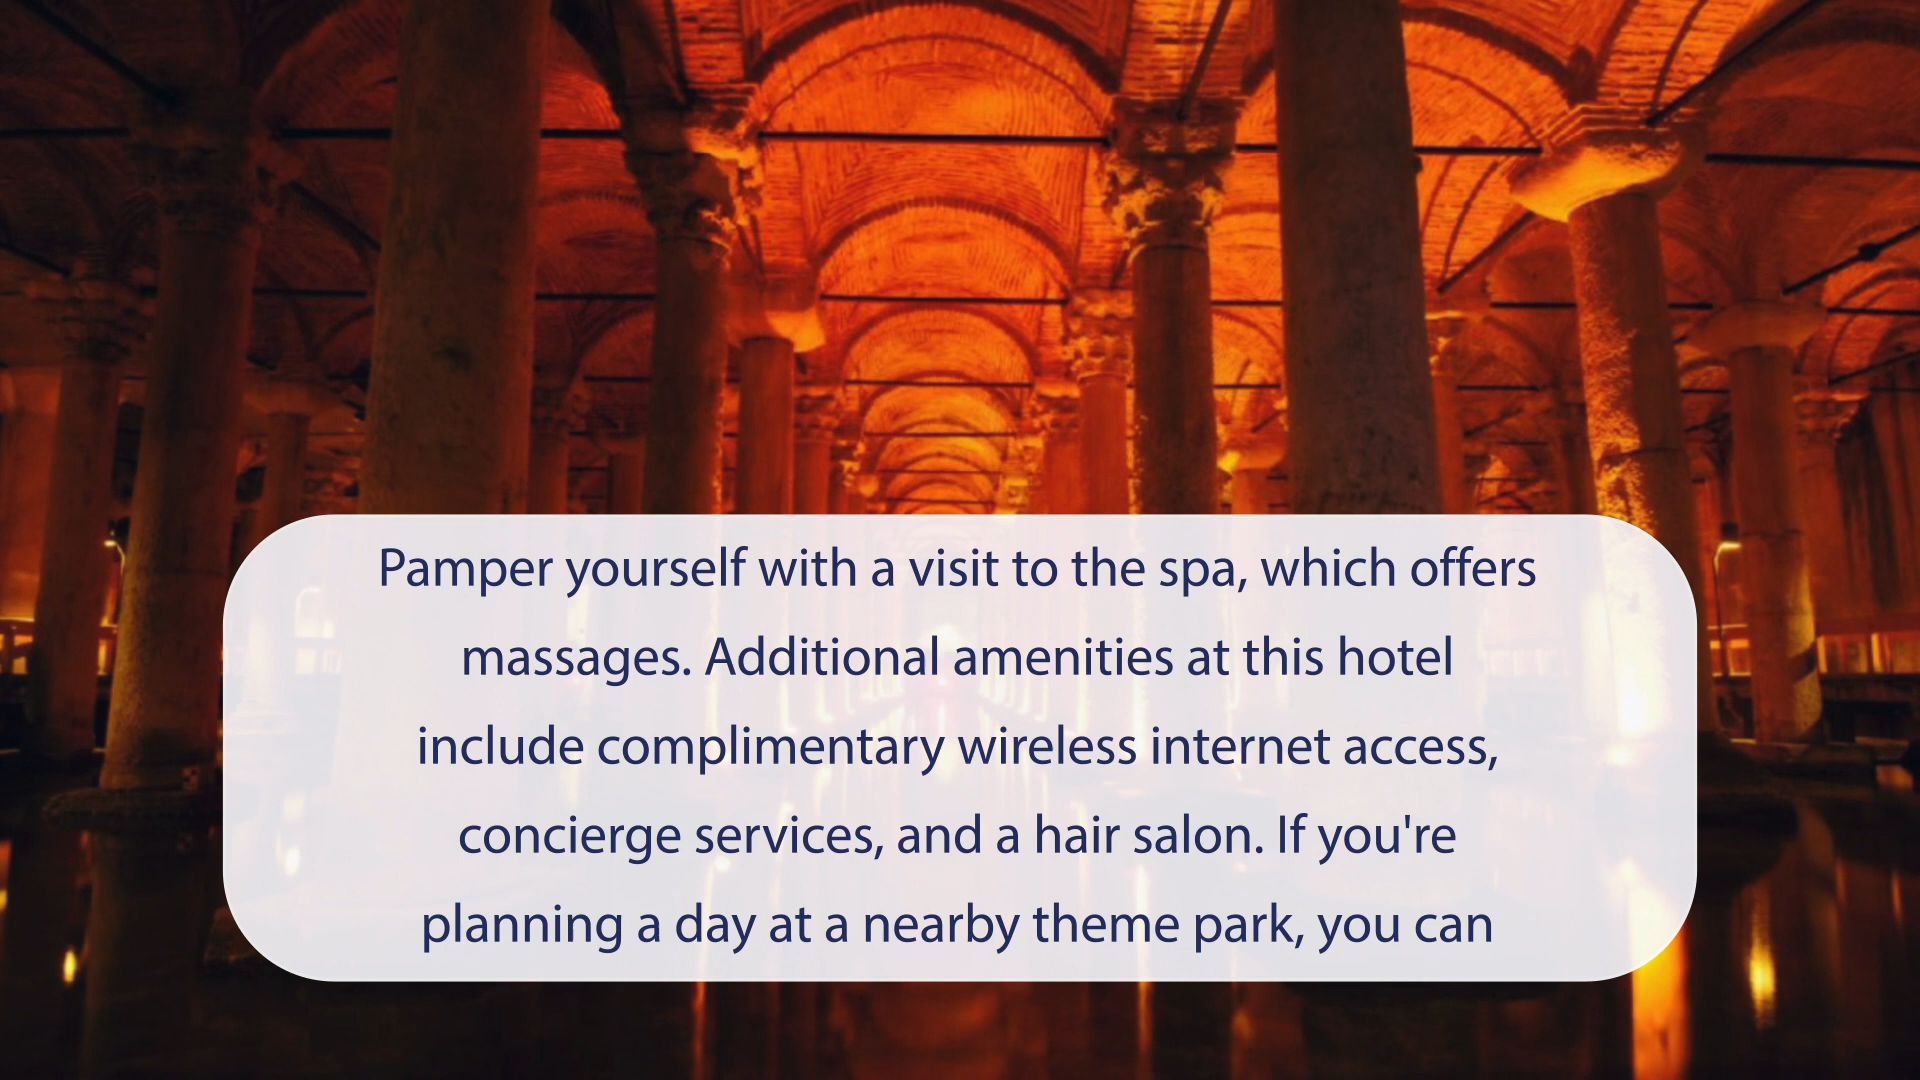 Pamper yourself with a visit to the spa, which offers
massages. Additional amenities at this hotel
include complimentary wireless internet access,
concierge services, and a hair salon. If you're
planning a day at a nearby theme park, you can